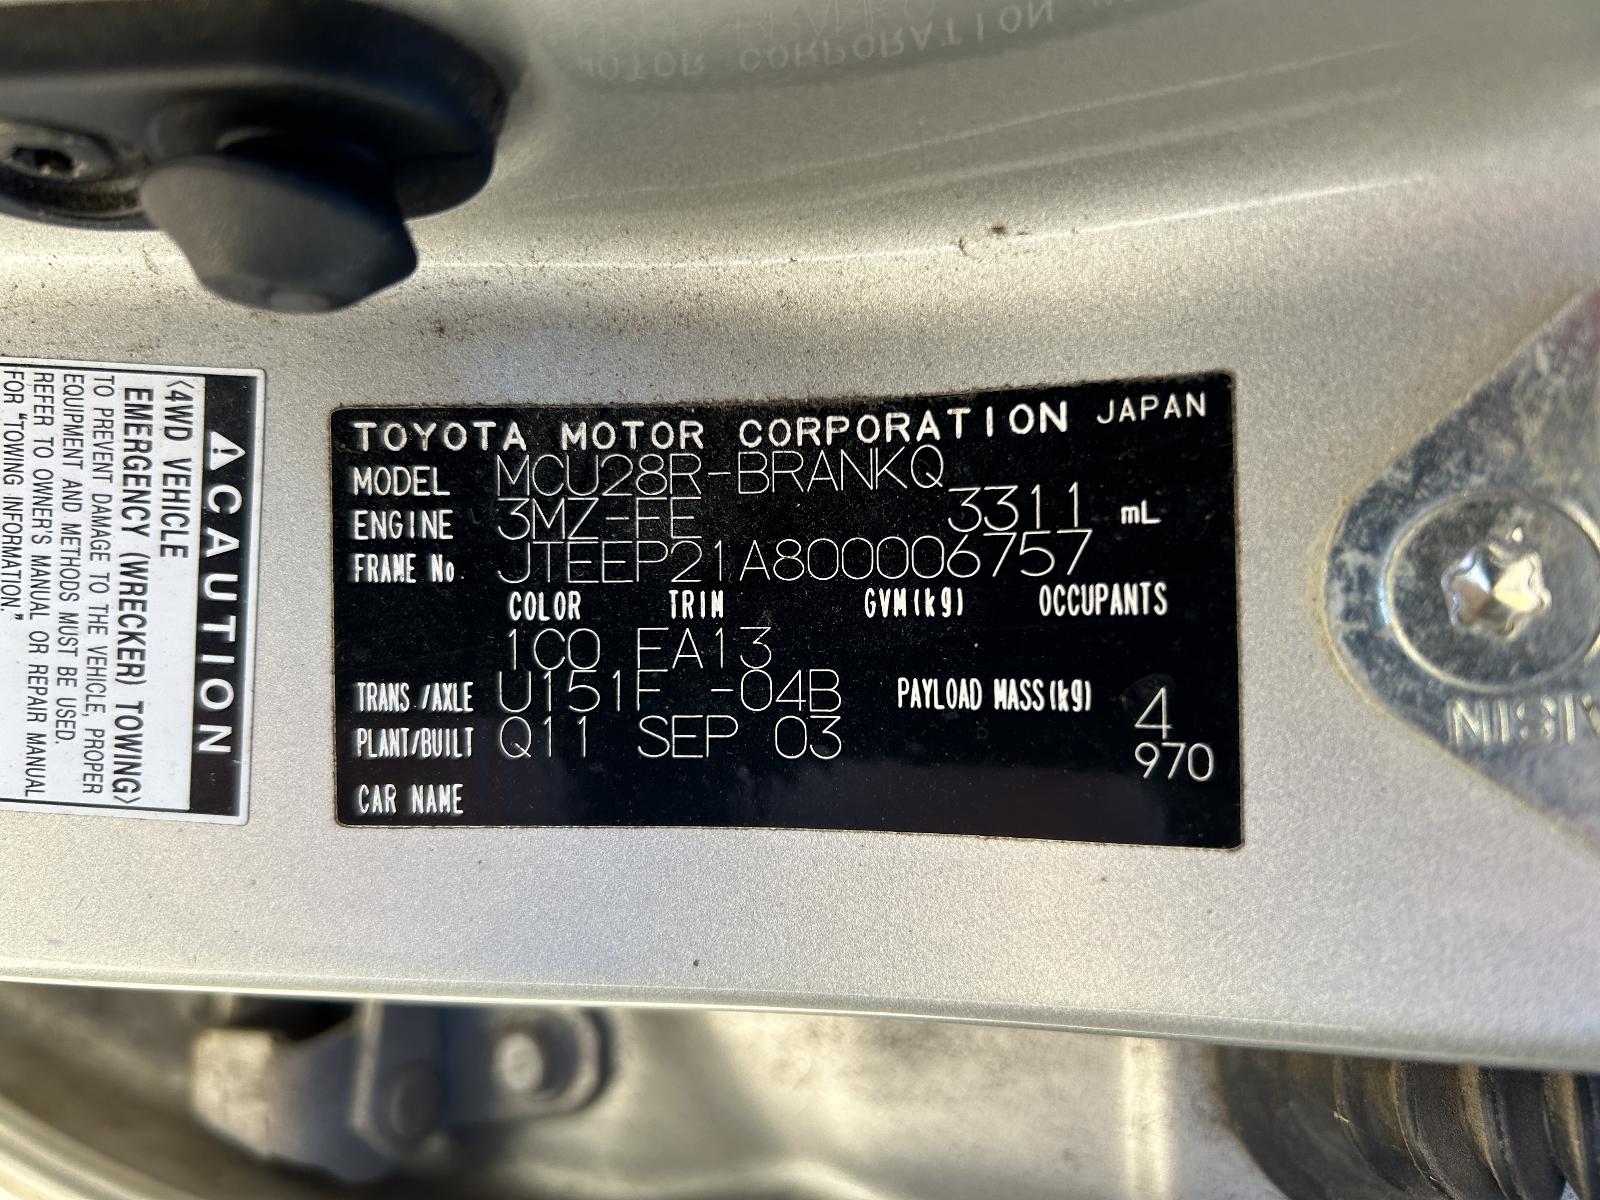 ⚠CAUTION
〈4WD VEHICLE
EMERGENCY (WRECKER) TOWING〉
TO PREVENT DAMAGE TO THE VEHICLE, PROPER
EQUIPMENT AND METHODS MUST BE USED.
REFER TO OWNER'S MANUAL OR REPAIR MANUAL
FOR "TOWING INFORMATION."
TOYOTA MOTOR CORPORATION JAPAN
MODEL MCU28R-BRANKQ
ENGINE 3MZ-FE 3311 mL
FRAME No. JTEEP21A800006757
COLOR TRIM GVM(kg) OCCUPANTS
1C0 FA13
TRANS./AXLE U151F -04B PAYLOAD MASS(kg) 4
PLANT/BUILT Q11 SEP 03 970
CAR NAME